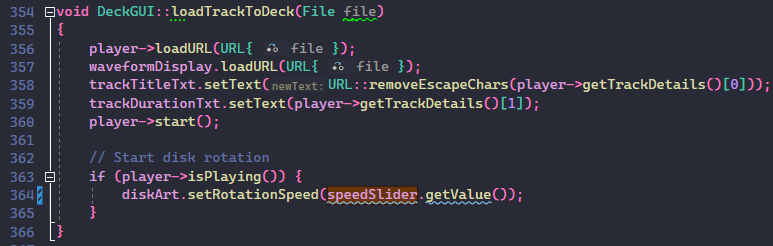 354 void DeckGUI::loadTrackToDeck(File file)
355 {
356 player->loadURL(URL{ file });
357 waveformDisplay.loadURL(URL{ file });
358 trackTitleTxt.setText(newText:URL::removeEscapeChars(player->getTrackDetails()[0]));
359 trackDurationTxt.setText(player->getTrackDetails()[1]);
360 player->start();
361
362 // Start disk rotation
363 if (player->isPlaying()) {
364 diskArt.setRotationSpeed(speedSlider.getValue());
365 }
366 }